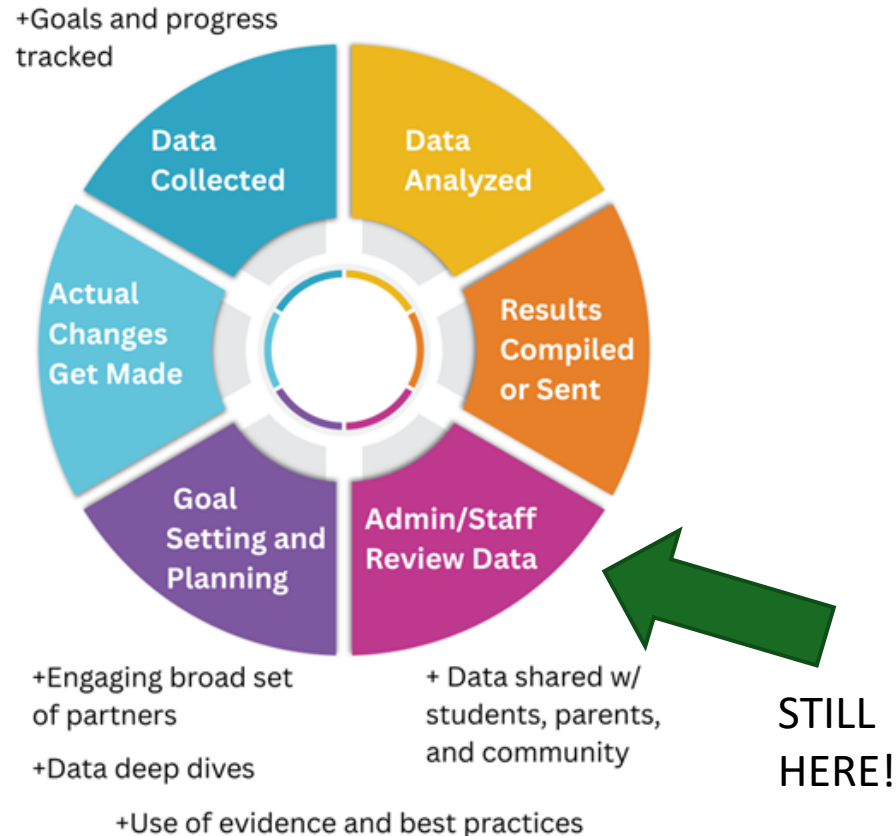 +Goals and progress
tracked
Data
Collected
Data
Analyzed
Actual
Changes
Get Made
Results
Compiled
or Sent
Goal
Setting and
Planning
Admin/Staff
Review Data
+Engaging broad set
of partners
+Data deep dives
+ Data shared w/
students, parents,
and community
STILL
HERE!
+Use of evidence and best practices